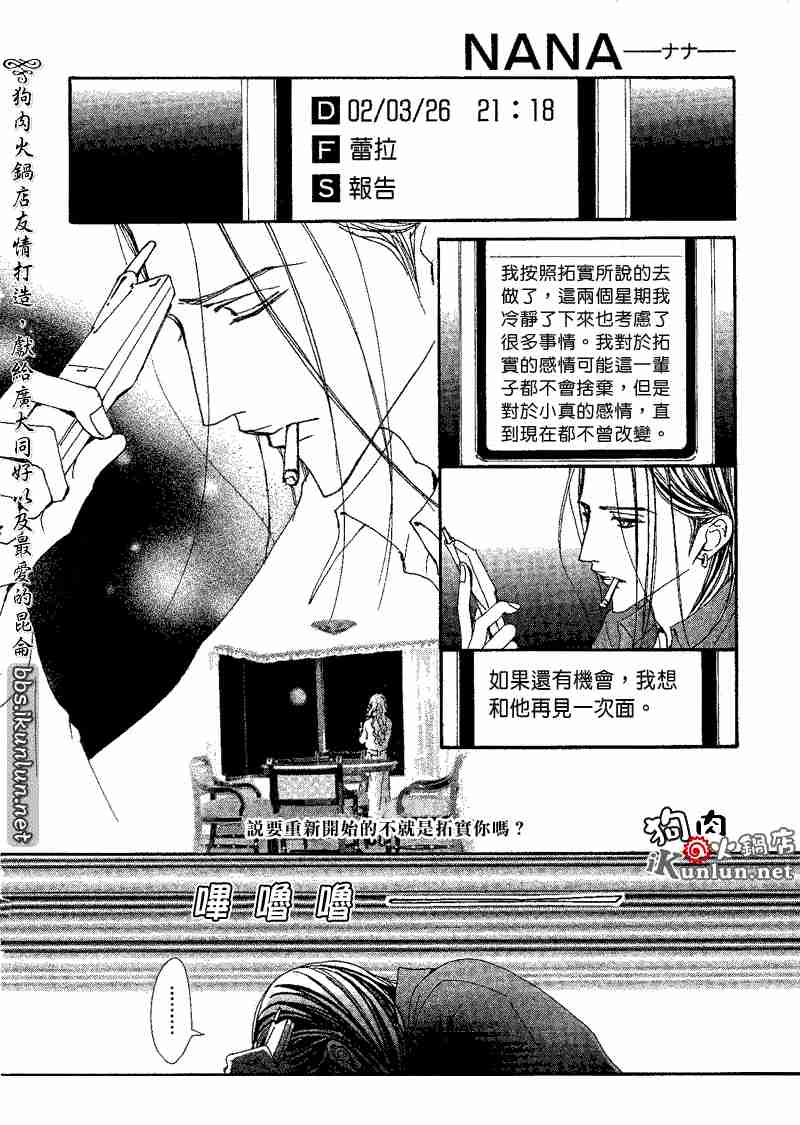 NANA——ナナ——
D 02/03/26 21：18
F 蕾拉
S 報告
我按照拓實所說的去
做了，這兩個星期我
冷靜了下來也考慮了
很多事情。我對於拓
實的感情可能這一輩
子都不會捨棄，但是
對於小真的感情，直
到現在都不曾改變。
如果還有機會，我想
和他再見一次面。
説要重新開始的不就是拓實你嗎？
嗶嚕嚕
………
狗肉火鍋店友情打造，獻給廣大同好以及最愛的昆侖
bbs.ikunlun.net
狗肉
火鍋店
iKunlun.net